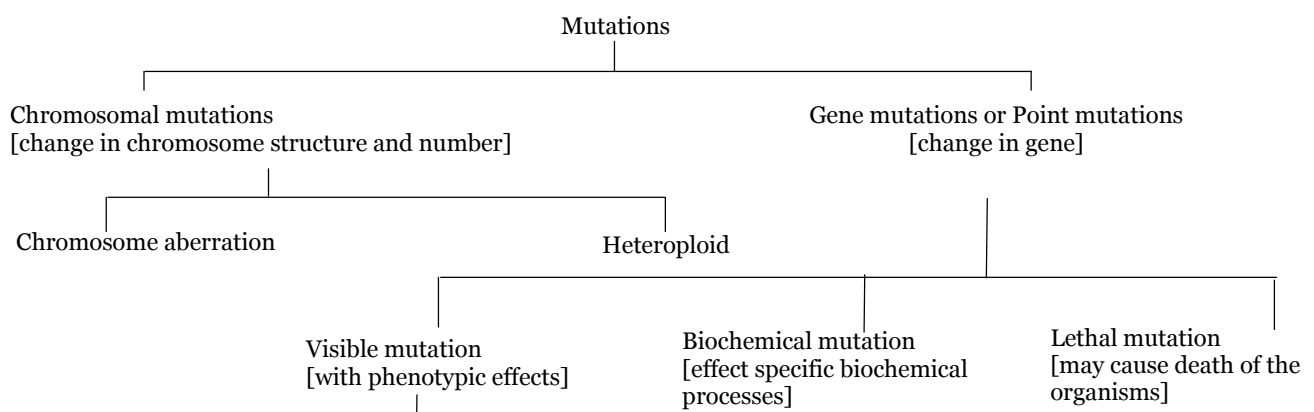 Mutations
Chromosomal mutations
[change in chromosome structure and number]
Gene mutations or Point mutations
[change in gene]
Chromosome aberration
Heteroploid
Visible mutation
[with phenotypic effects]
Biochemical mutation
[effect specific biochemical
processes]
Lethal mutation
[may cause death of the
organisms]